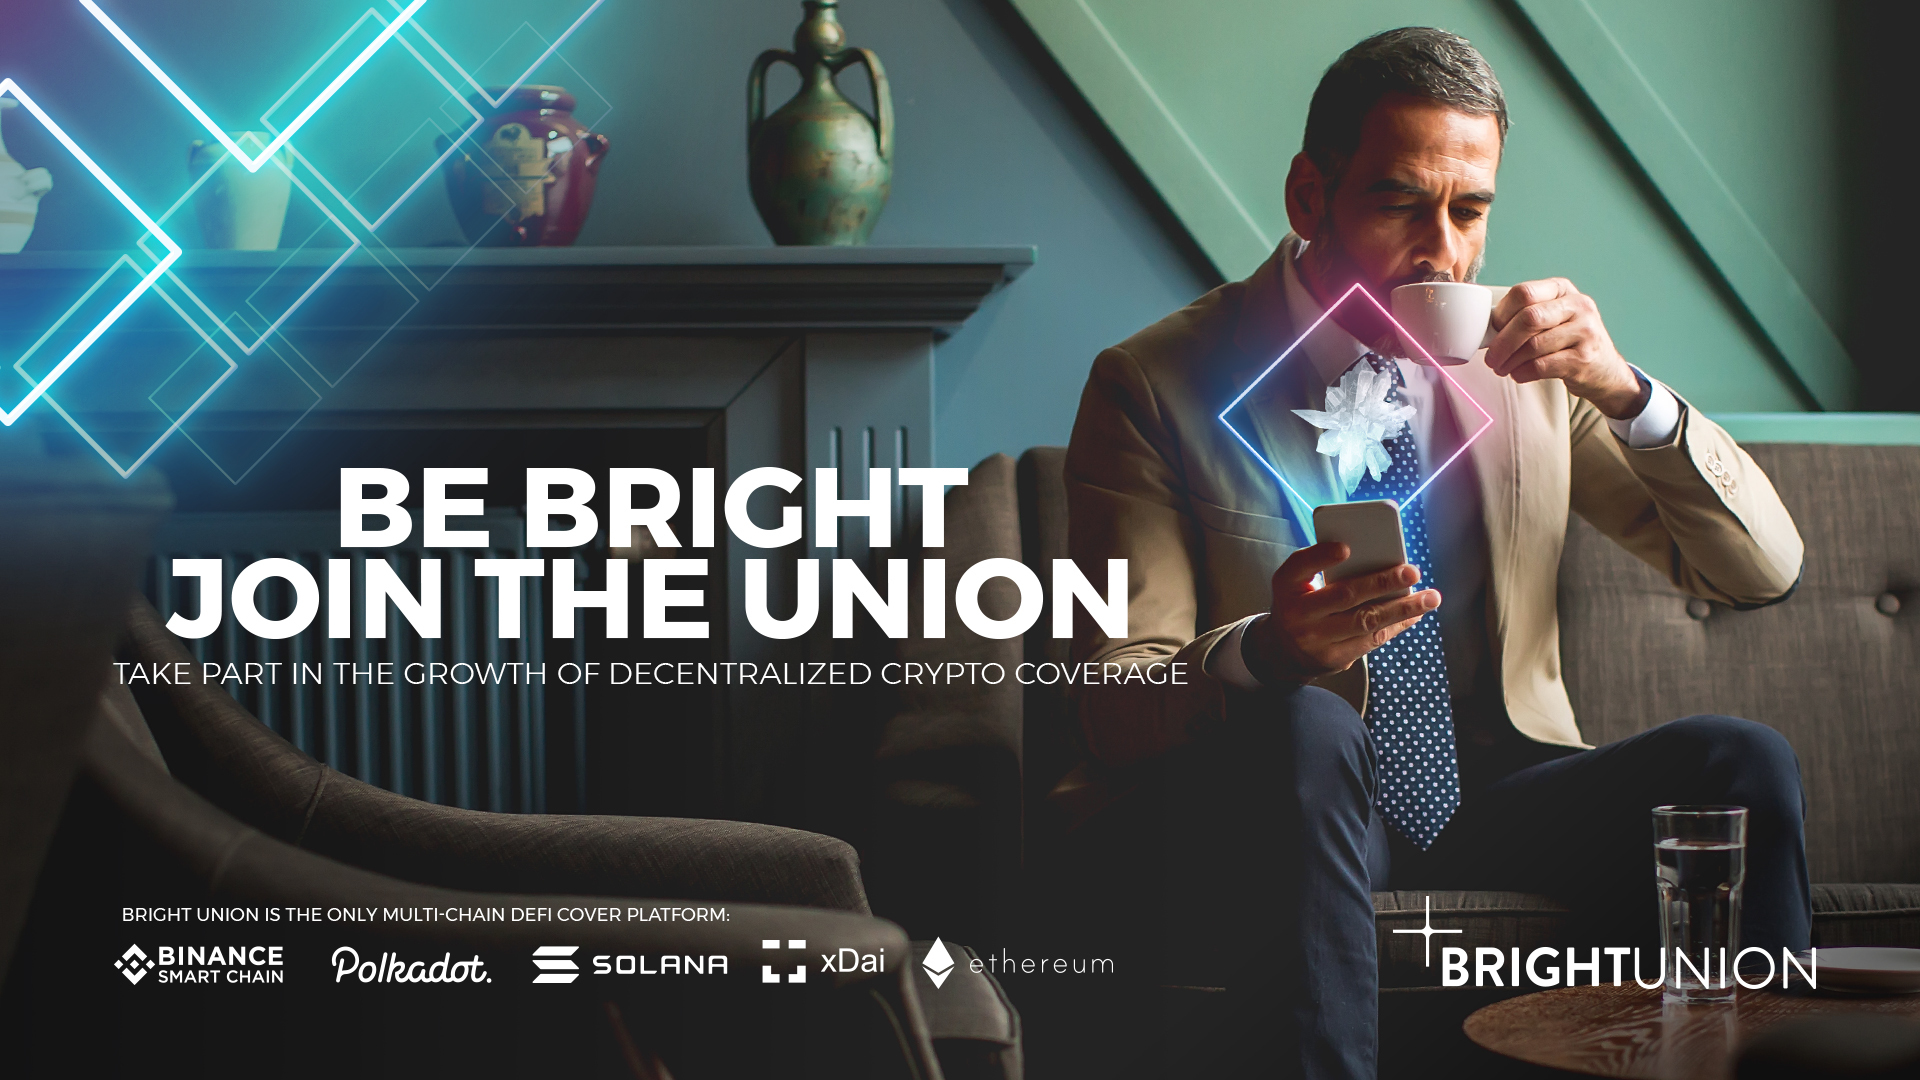 BE BRIGHT
JOIN THE UNION
TAKE PART IN THE GROWTH OF DECENTRALIZED CRYPTO COVERAGE
BRIGHT UNION IS THE ONLY MULTI-CHAIN DEFI COVER PLATFORM:
BINANCE
SMART CHAIN
Polkadot.
SOLANA
xDai
ethereum
BRIGHTUNION